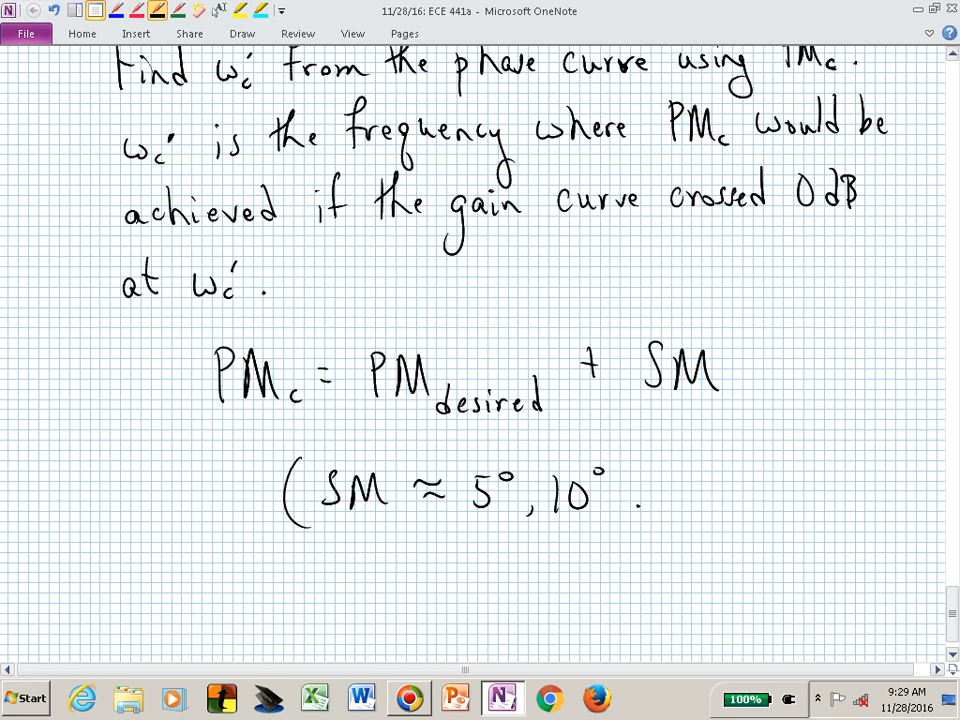 11/28/16: ECE 441a - Microsoft OneNote
File Home Insert Share Draw Review View Pages
Find ωc' from the phase curve using PMc.
ωc' is the frequency where PMc would be
achieved if the gain curve crossed 0 dB
at ωc'.
PMc = PMdesired + SM
(SM ≈ 5°, 10°.
Start
100%
9:29 AM
11/28/2016